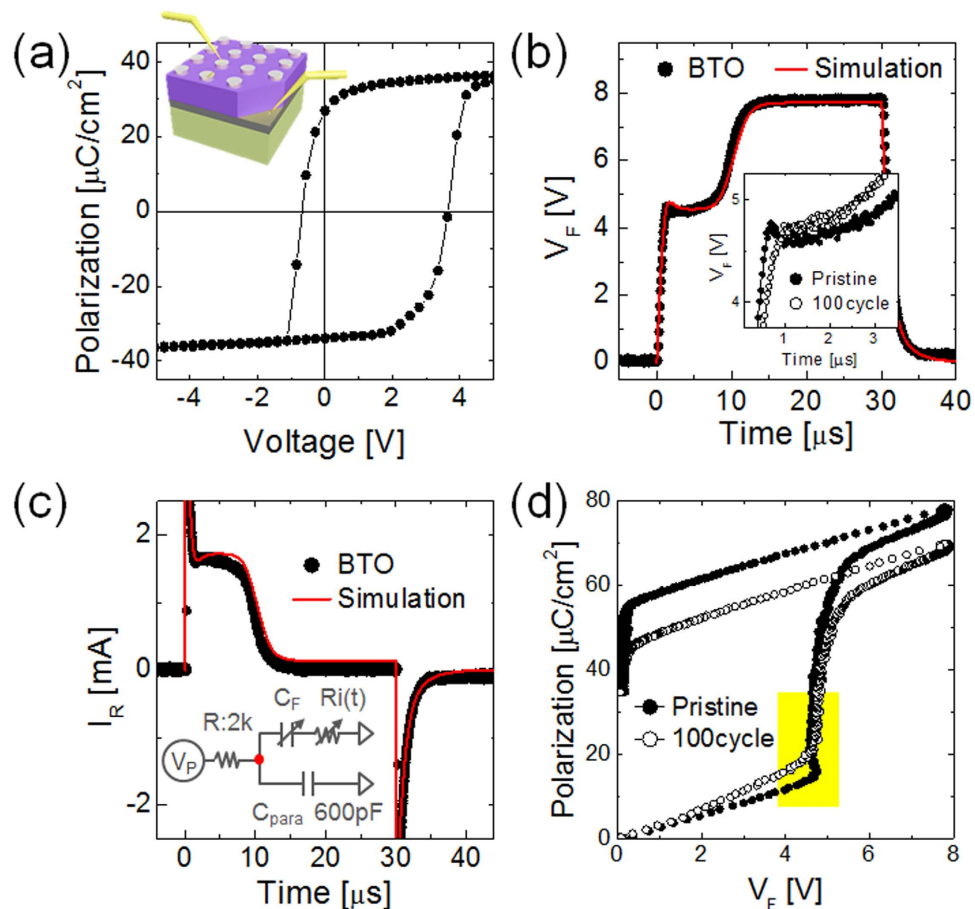 (a)
Polarization [μC/cm²]
40
20
0
-20
-40
-4
-2
0
2
4
Voltage [V]
(b)
BTO
Simulation
V_F [V]
8
6
4
2
0
V_F [V]
5
4
Pristine
100cycle
1
2
3
Time [μs]
0
10
20
30
40
Time [μs]
(c)
BTO
Simulation
I_R [mA]
2
0
-2
V_P
R:2k
C_F
Ri(t)
C_para 600pF
0
10
20
30
40
Time [μs]
(d)
Polarization [μC/cm²]
80
60
40
20
0
Pristine
100cycle
0
2
4
6
8
V_F [V]